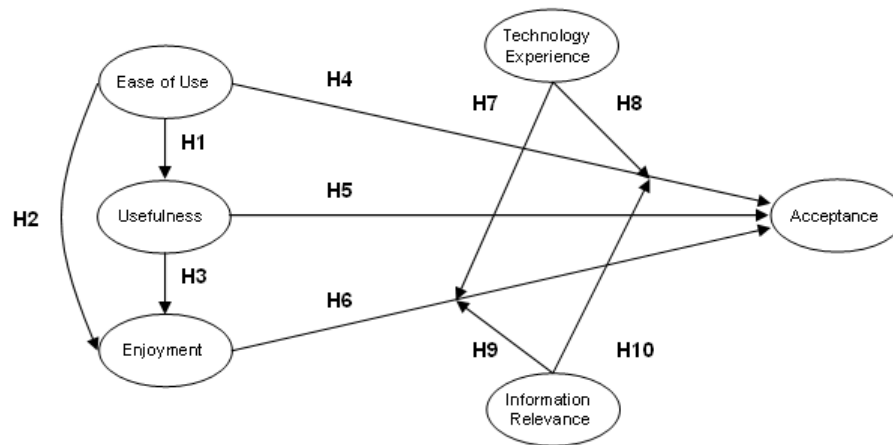 Technology
Experience
Ease of Use
H4
H7
H8
H1
H5
H2
Usefulness
Acceptance
H3
H6
Enjoyment
H9
H10
Information
Relevance